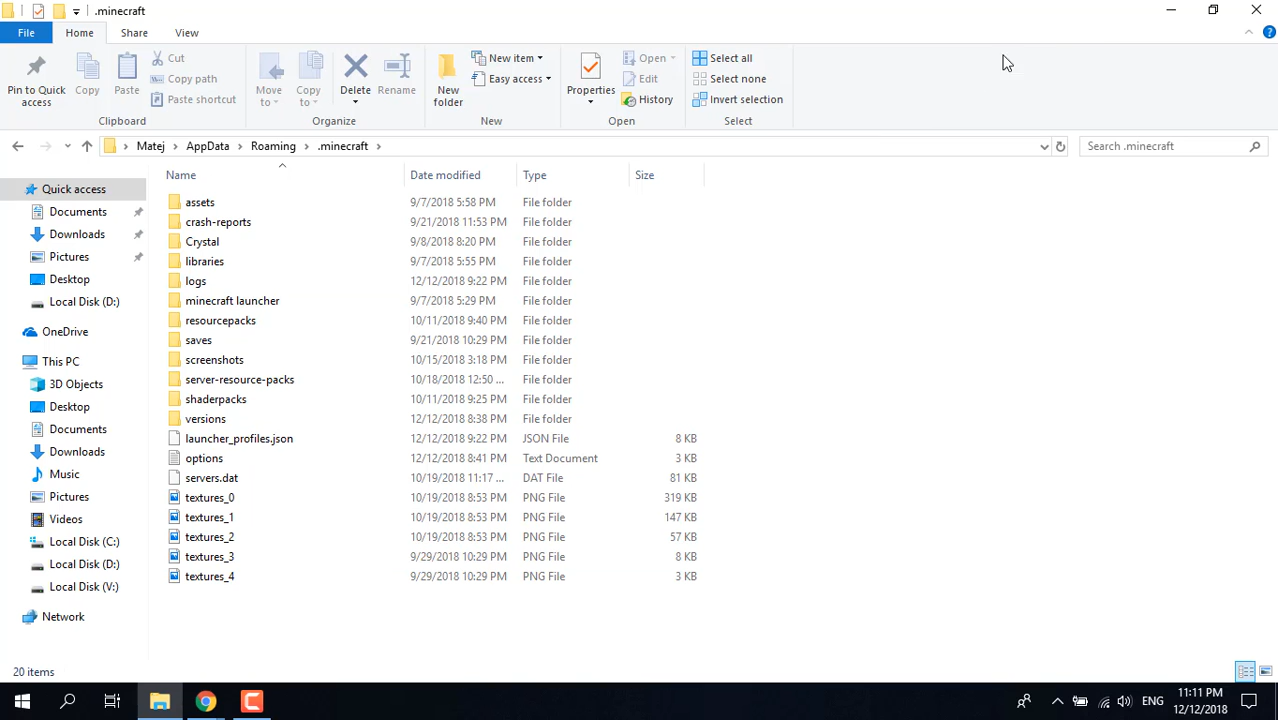 .minecraft
File Home Share View
Pin to Quick access
Copy
Paste
Cut
Copy path
Paste shortcut
Clipboard
Move to
Copy to
Delete
Rename
Organize
New folder
New item
Easy access
New
Properties
Open
Edit
History
Open
Select all
Select none
Invert selection
Select
Matej AppData Roaming .minecraft
Search .minecraft
Quick access
Documents
Downloads
Pictures
Desktop
Local Disk (D:)
OneDrive
This PC
3D Objects
Desktop
Documents
Downloads
Music
Pictures
Videos
Local Disk (C:)
Local Disk (D:)
Local Disk (V:)
Network
Name Date modified Type Size
assets 9/7/2018 5:58 PM File folder
crash-reports 9/21/2018 11:53 PM File folder
Crystal 9/8/2018 8:20 PM File folder
libraries 9/7/2018 5:55 PM File folder
logs 12/12/2018 9:22 PM File folder
minecraft launcher 9/7/2018 5:29 PM File folder
resourcepacks 10/11/2018 9:40 PM File folder
saves 9/21/2018 10:29 PM File folder
screenshots 10/15/2018 3:18 PM File folder
server-resource-packs 10/18/2018 12:50 ... File folder
shaderpacks 10/11/2018 9:25 PM File folder
versions 12/12/2018 8:38 PM File folder
launcher_profiles.json 12/12/2018 9:22 PM JSON File 8 KB
options 12/12/2018 8:41 PM Text Document 3 KB
servers.dat 10/19/2018 11:17 ... DAT File 81 KB
textures_0 10/19/2018 8:53 PM PNG File 319 KB
textures_1 10/19/2018 8:53 PM PNG File 147 KB
textures_2 10/19/2018 8:53 PM PNG File 57 KB
textures_3 9/29/2018 10:29 PM PNG File 8 KB
textures_4 9/29/2018 10:29 PM PNG File 3 KB
20 items
ENG
11:11 PM
12/12/2018